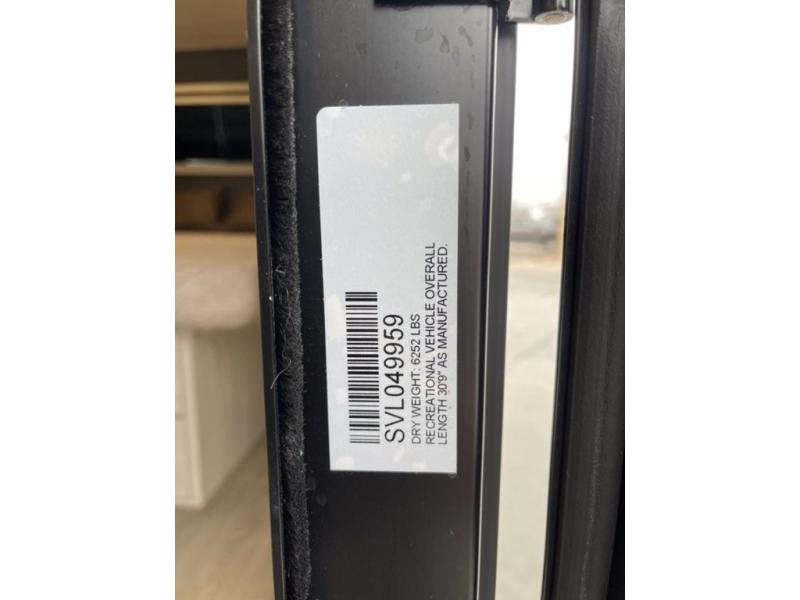 SVL049959
DRY WEIGHT: 6252 LBS
RECREATIONAL VEHICLE OVERALL
LENGTH 30'9" AS MANUFACTURED.